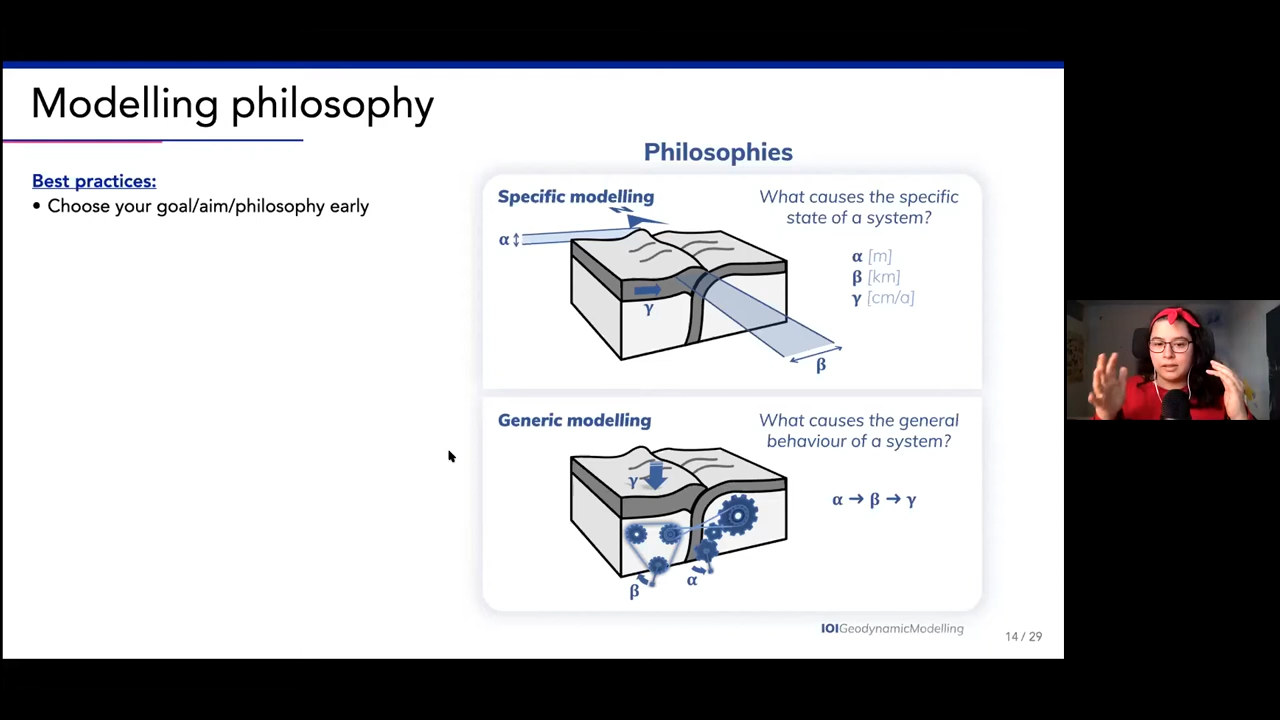 Modelling philosophy
Best practices:
• Choose your goal/aim/philosophy early
Philosophies
Specific modelling
What causes the specific
state of a system?
α
α [m]
β [km]
γ [cm/a]
γ
β
Generic modelling
What causes the general
behaviour of a system?
γ
α → β → γ
α
β
IOIGeodynamicModelling
14 / 29